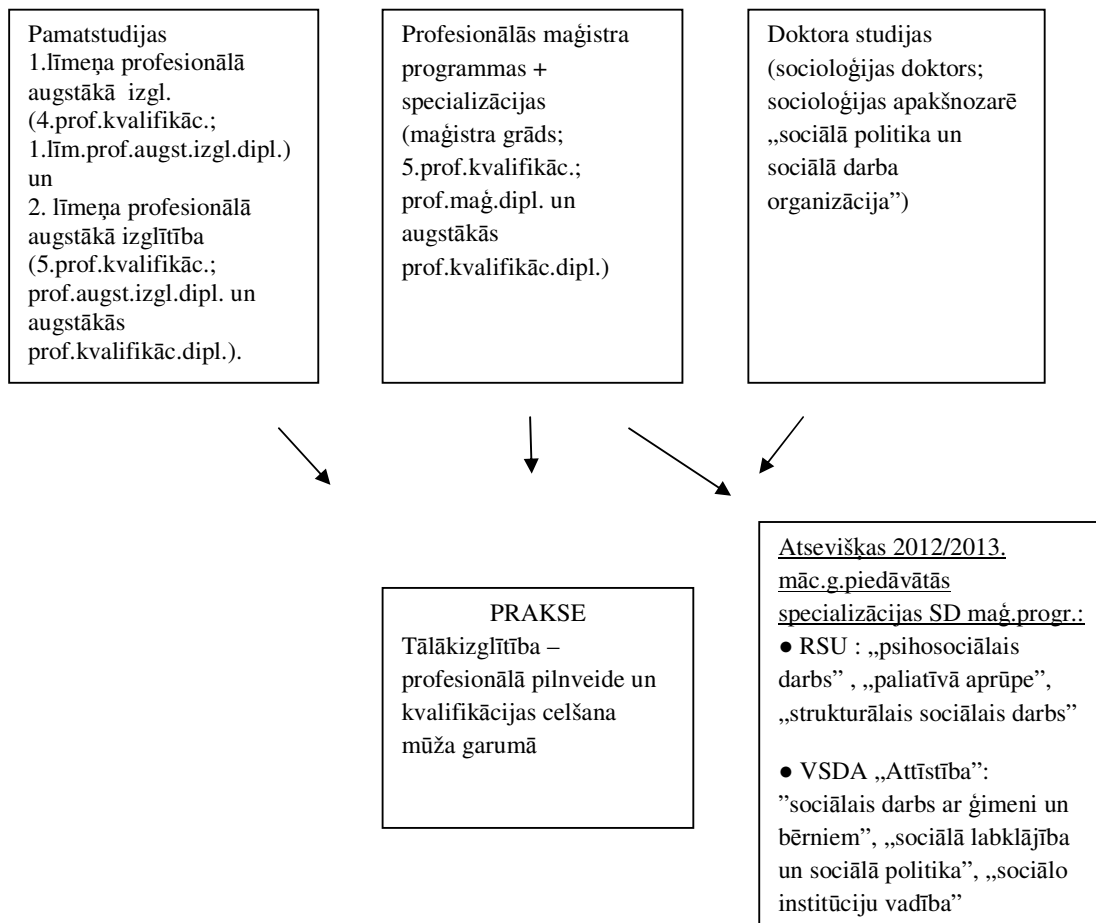 Pamatstudijas
1.līmeņa profesionālā
augstākā izgl.
(4.prof.kvalifikāc.;
1.līm.prof.augst.izgl.dipl.)
un
2. līmeņa profesionālā
augstākā izglītība
(5.prof.kvalifikāc.;
prof.augst.izgl.dipl. un
augstākās
prof.kvalifikāc.dipl.).
Profesionālās maģistra
programmas +
specializācijas
(maģistra grāds;
5.prof.kvalifikāc.;
prof.maģ.dipl. un
augstākās
prof.kvalifikāc.dipl.)
Doktora studijas
(socioloģijas doktors;
socioloģijas apakšnozarē
„sociālā politika un
sociālā darba
organizācija”)
PRAKSE
Tālākizglītība –
profesionālā pilnveide un
kvalifikācijas celšana
mūža garumā
Atsevišķas 2012/2013.
māc.g.piedāvātās
specializācijas SD maģ.progr.:
● RSU : „psihosociālais
darbs” , „paliatīvā aprūpe”,
„strukturālais sociālais darbs”
● VSDA „Attīstība”:
”sociālais darbs ar ģimeni un
bērniem”, „sociālā labklājība
un sociālā politika”, „sociālo
institūciju vadība”